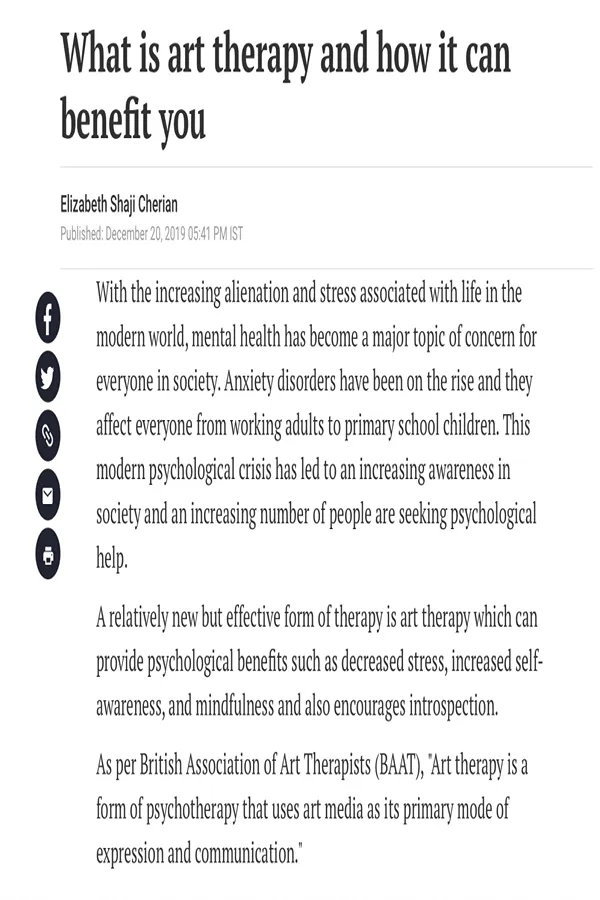 What is art therapy and how it can
benefit you
Elizabeth Shaji Cherian
Published: December 20, 2019 05:41 PM IST
With the increasing alienation and stress associated with life in the
modern world, mental health has become a major topic of concern for
everyone in society. Anxiety disorders have been on the rise and they
affect everyone from working adults to primary school children. This
modern psychological crisis has led to an increasing awareness in
society and an increasing number of people are seeking psychological
help.
A relatively new but effective form of therapy is art therapy which can
provide psychological benefits such as decreased stress, increased self-
awareness, and mindfulness and also encourages introspection.
As per British Association of Art Therapists (BAAT), "Art therapy is a
form of psychotherapy that uses art media as its primary mode of
expression and communication."